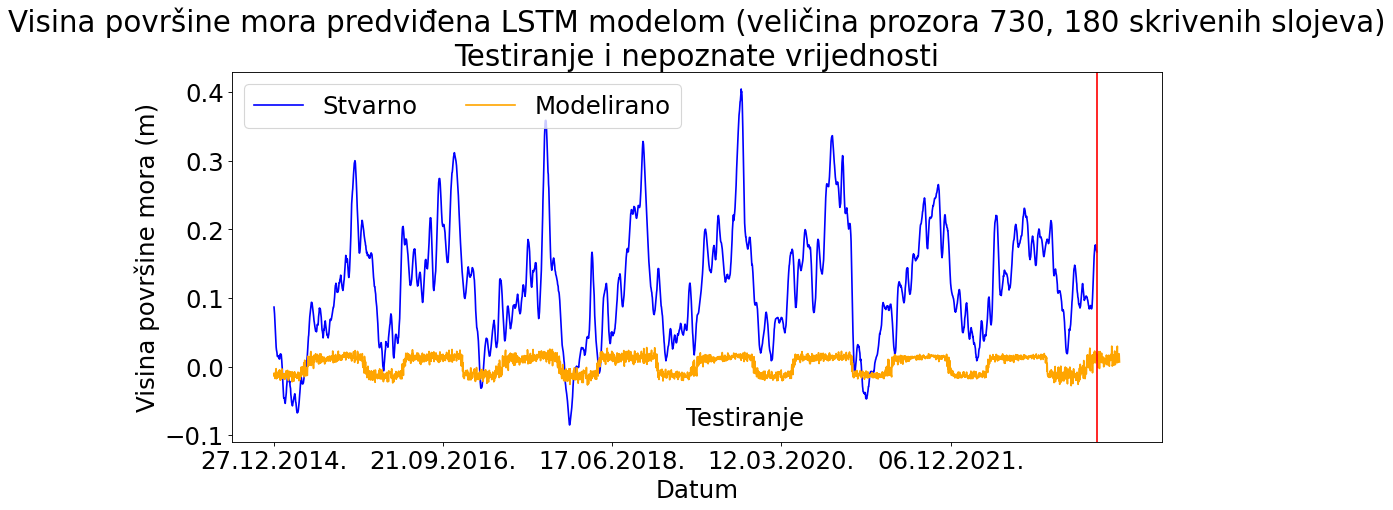 Visina površine mora predviđena LSTM modelom (veličina prozora 730, 180 skrivenih slojeva)
Testiranje i nepoznate vrijednosti
Stvarno Modelirano
Visina površine mora (m)
0.4
0.3
0.2
0.1
0.0
−0.1
Testiranje
27.12.2014. 21.09.2016. 17.06.2018. 12.03.2020. 06.12.2021.
Datum